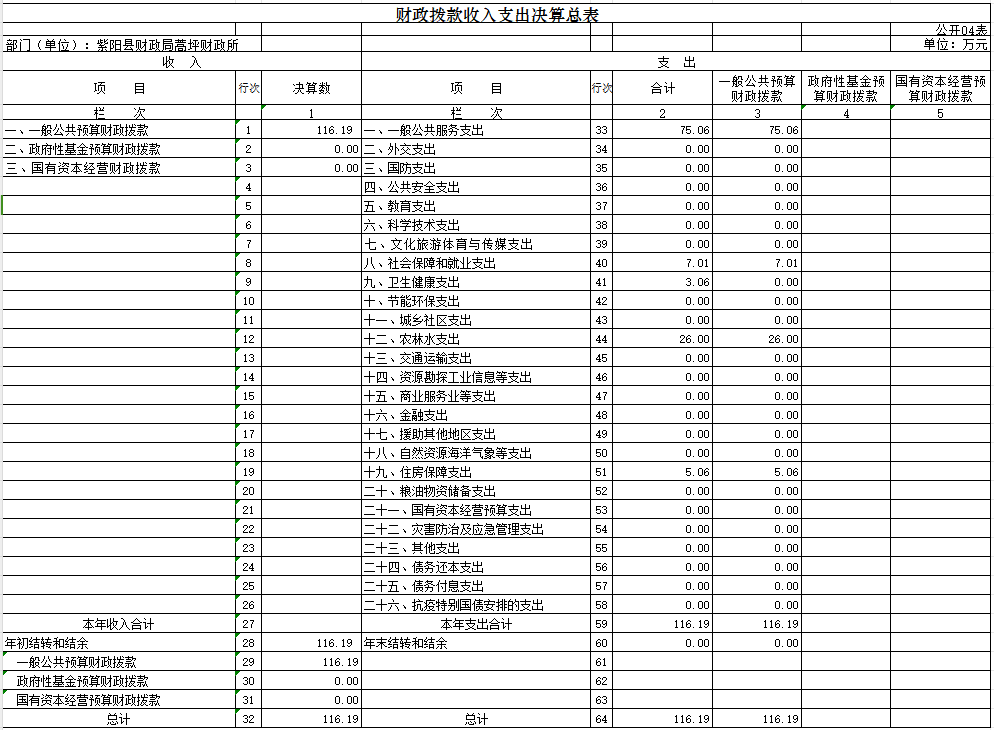 财政拨款收入支出决算总表
公开04表
部门（单位）：紫阳县财政局蒿坪财政所 单位：万元
收 入 支 出
项 目 行次 决算数 项 目 行次 合计 一般公共预算财政拨款 政府性基金预算财政拨款 国有资本经营预算财政拨款
栏 次 1 栏 次 2 3 4 5
一、一般公共预算财政拨款 1 116.19 一、一般公共服务支出 33 75.06 75.06
二、政府性基金预算财政拨款 2 0.00 二、外交支出 34 0.00 0.00
三、国有资本经营财政拨款 3 0.00 三、国防支出 35 0.00 0.00
4 四、公共安全支出 36 0.00 0.00
5 五、教育支出 37 0.00 0.00
6 六、科学技术支出 38 0.00 0.00
7 七、文化旅游体育与传媒支出 39 0.00 0.00
8 八、社会保障和就业支出 40 7.01 7.01
9 九、卫生健康支出 41 3.06 0.00
10 十、节能环保支出 42 0.00 0.00
11 十一、城乡社区支出 43 0.00 0.00
12 十二、农林水支出 44 26.00 26.00
13 十三、交通运输支出 45 0.00 0.00
14 十四、资源勘探工业信息等支出 46 0.00 0.00
15 十五、商业服务业等支出 47 0.00 0.00
16 十六、金融支出 48 0.00 0.00
17 十七、援助其他地区支出 49 0.00 0.00
18 十八、自然资源海洋气象等支出 50 0.00 0.00
19 十九、住房保障支出 51 5.06 5.06
20 二十、粮油物资储备支出 52 0.00 0.00
21 二十一、国有资本经营预算支出 53 0.00 0.00
22 二十二、灾害防治及应急管理支出 54 0.00 0.00
23 二十三、其他支出 55 0.00 0.00
24 二十四、债务还本支出 56 0.00 0.00
25 二十五、债务付息支出 57 0.00 0.00
26 二十六、抗疫特别国债安排的支出 58 0.00 0.00
本年收入合计 27 本年支出合计 59 116.19 116.19
年初结转和结余 28 116.19 年末结转和结余 60 0.00 0.00
一般公共预算财政拨款 29 116.19 61
政府性基金预算财政拨款 30 0.00 62
国有资本经营预算财政拨款 31 0.00 63
总计 32 116.19 总计 64 116.19 116.19